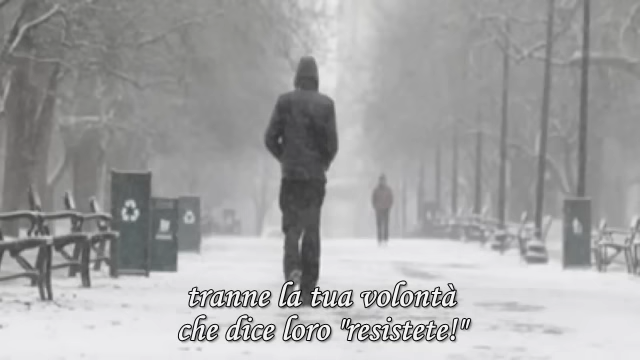 tranne la tua volontà
che dice loro "resistete!"